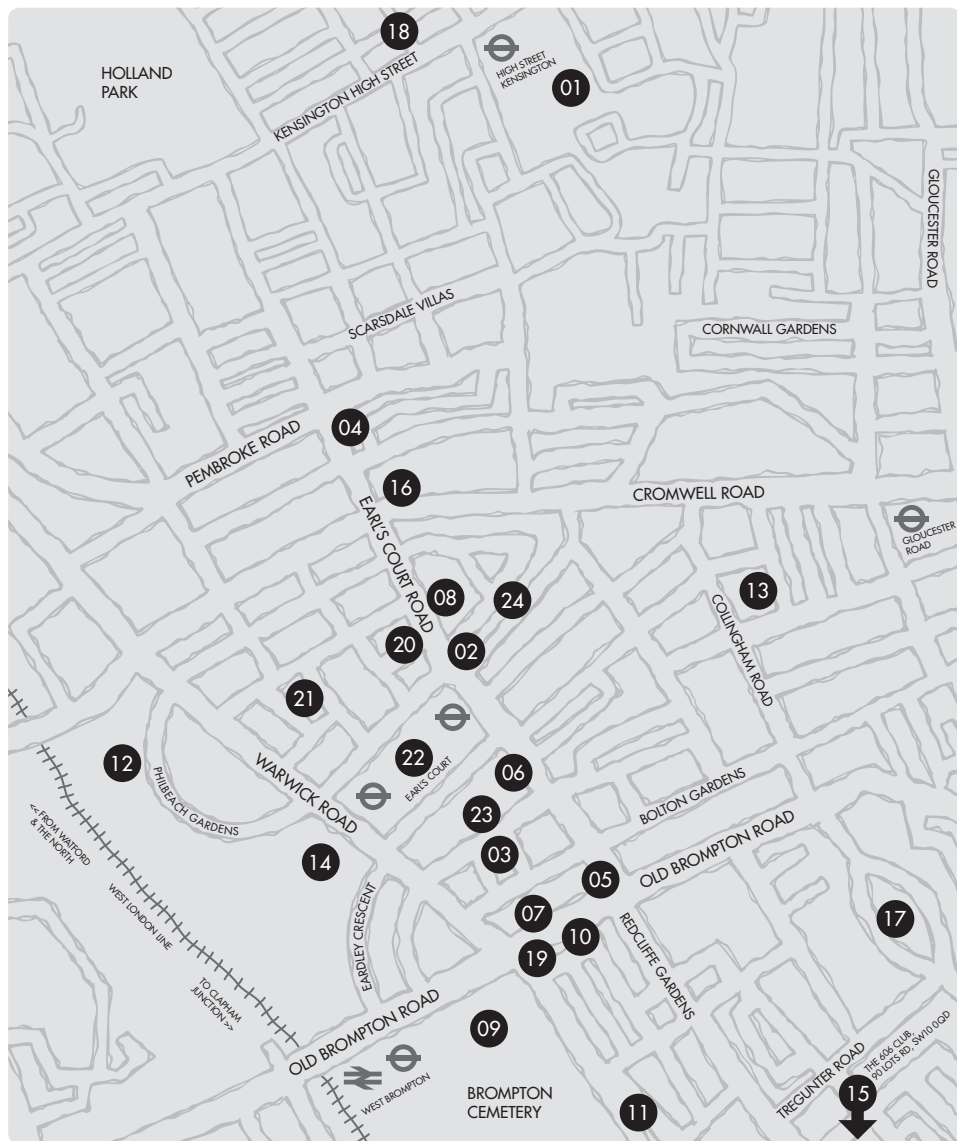 18
HOLLAND
PARK
KENSINGTON HIGH STREET
HIGH STREET
KENSINGTON
01
GLOUCESTER ROAD
SCARSDALE VILLAS
CORNWALL GARDENS
04
PEMBROKE ROAD
16
CROMWELL ROAD
EARL'S COURT ROAD
GLOUCESTER
ROAD
08
24
13
COLLINGHAM ROAD
20
02
21
22
EARL'S COURT
12
PHILBEACH GARDENS
WARWICK ROAD
06
BOLTON GARDENS
23
<< FROM WATFORD
& THE NORTH
03
14
OLD BROMPTON ROAD
05
WEST LONDON LINE
EARDLEY CRESCENT
07
10
17
REDCLIFFE GARDENS
19
TO CLAPHAM
JUNCTION >>
OLD BROMPTON ROAD
09
WEST BROMPTON
BROMPTON
CEMETERY
11
TREGUNTER ROAD
THE 606 CLUB,
90 LOTS RD, SW10 0QD
15